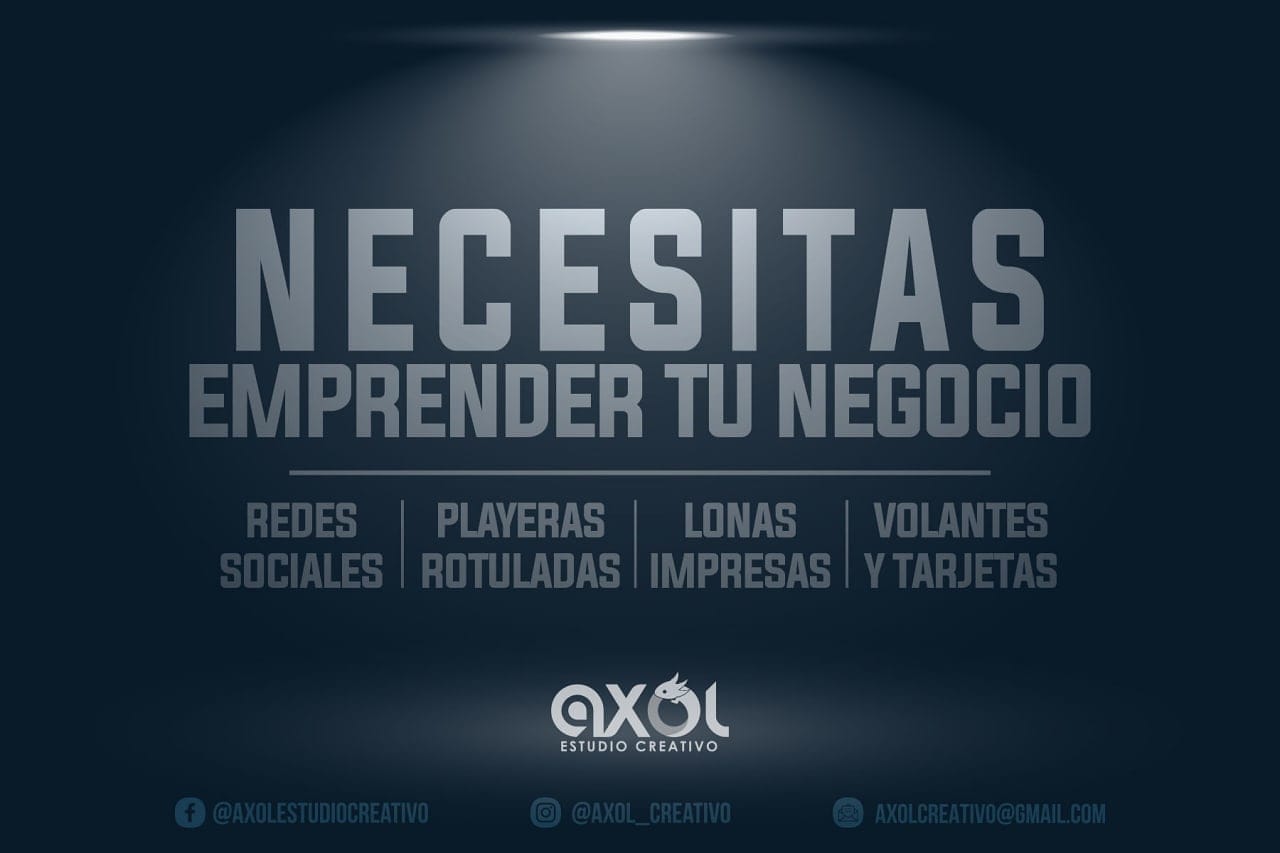 NECESITAS
EMPRENDER TU NEGOCIO
REDES SOCIALES
PLAYERAS ROTULADAS
LONAS IMPRESAS
VOLANTES Y TARJETAS
aXOL
ESTUDIO CREATIVO
@AXOLESTUDIOCREATIVO
@AXOL_CREATIVO
AXOLCREATIVO@GMAIL.COM